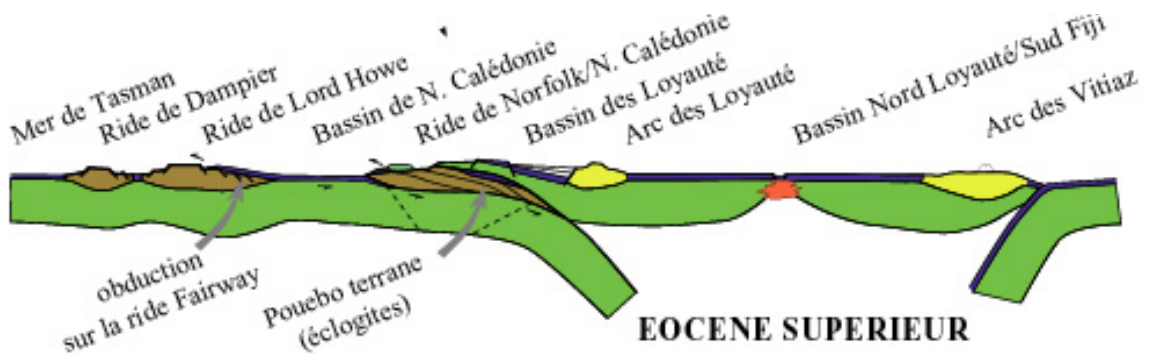 Mer de Tasman
Ride de Dampier
Ride de Lord Howe
Bassin de N. Calédonie
Ride de Norfolk/N. Calédonie
Bassin des Loyauté
Arc des Loyauté
Bassin Nord Loyauté/Sud Fiji
Arc des Vitiaz
obduction
sur la ride Fairway
Pouebo terrane
(éclogites)
EOCENE SUPERIEUR